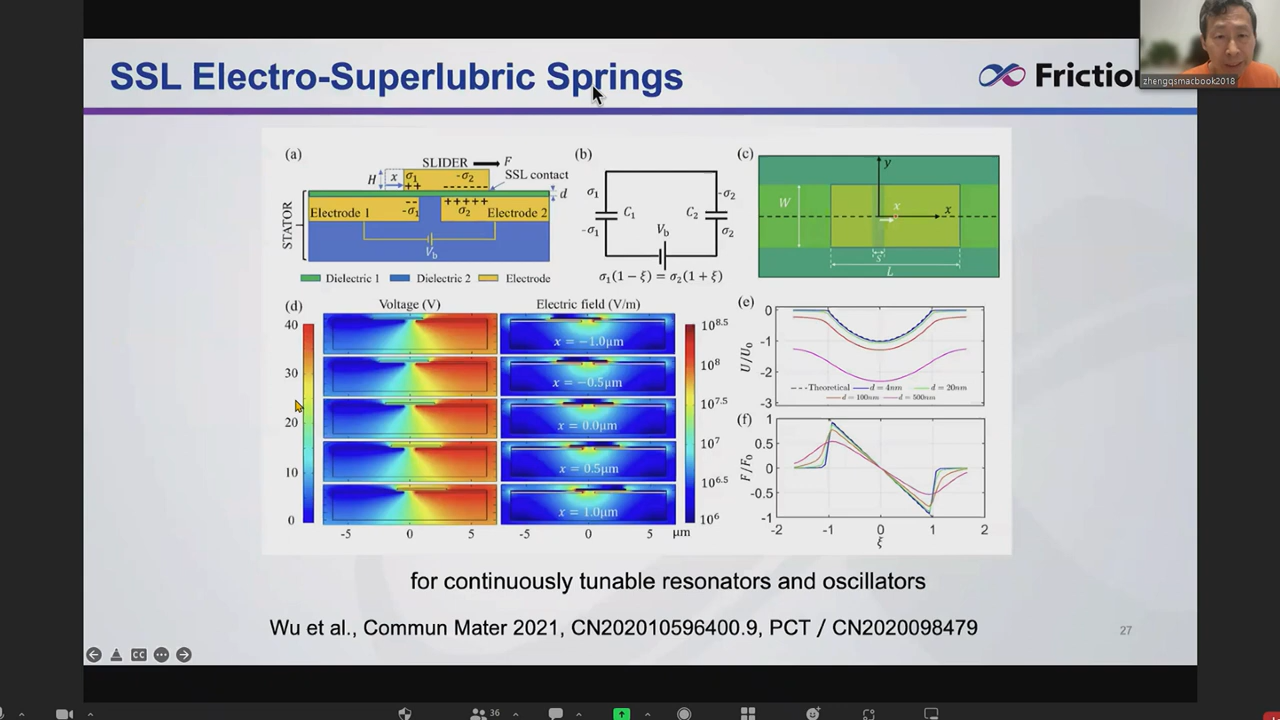 zhengqsmacbook2018
SSL Electro-Superlubric Springs
Friction
(a)
SLIDER
F
H
x
σ₁
-σ₂
SSL contact
++
-------
d
STATOR
Electrode 1
-σ₁
--
+++++
σ₂
Electrode 2
V_b
Dielectric 1
Dielectric 2
Electrode
(b)
σ₁
-σ₁
C₁
C₂
-σ₂
σ₂
V_b
σ₁(1 − ξ) = σ₂(1 + ξ)
(c)
y
W
x
x
s
L
(d)
Voltage (V)
Electric field (V/m)
40
30
20
10
0
x = −1.0μm
x = −0.5μm
x = 0.0μm
x = 0.5μm
x = 1.0μm
10^8.5
10^8
10^7.5
10^7
10^6.5
10^6
-5
0
5
-5
0
5
μm
(e)
U/U₀
0
-1
-2
-3
Theoretical
d = 4nm
d = 20nm
d = 100nm
d = 500nm
(f)
F/F₀
1
0.5
0
-0.5
-1
-2
-1
0
1
2
ξ
for continuously tunable resonators and oscillators
Wu et al., Commun Mater 2021, CN202010596400.9, PCT / CN2020098479
27
CC
36